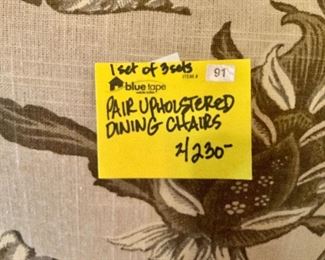 1 set of 3 sets
ITEM # 91
blue tape
PAIR UPHOLSTERED
DINING CHAIRS
2/230-